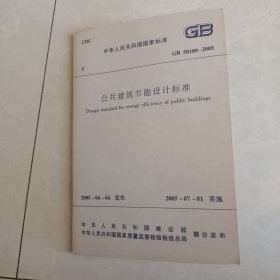 UDC
中华人民共和国国家标准
GB
P
GB 50189-2005
公共建筑节能设计标准
Design standard for energy efficiency of public buildings
2005-04-04 发布
2005-07-01 实施
中华人民共和国建设部
中华人民共和国国家质量监督检验检疫总局
联合发布